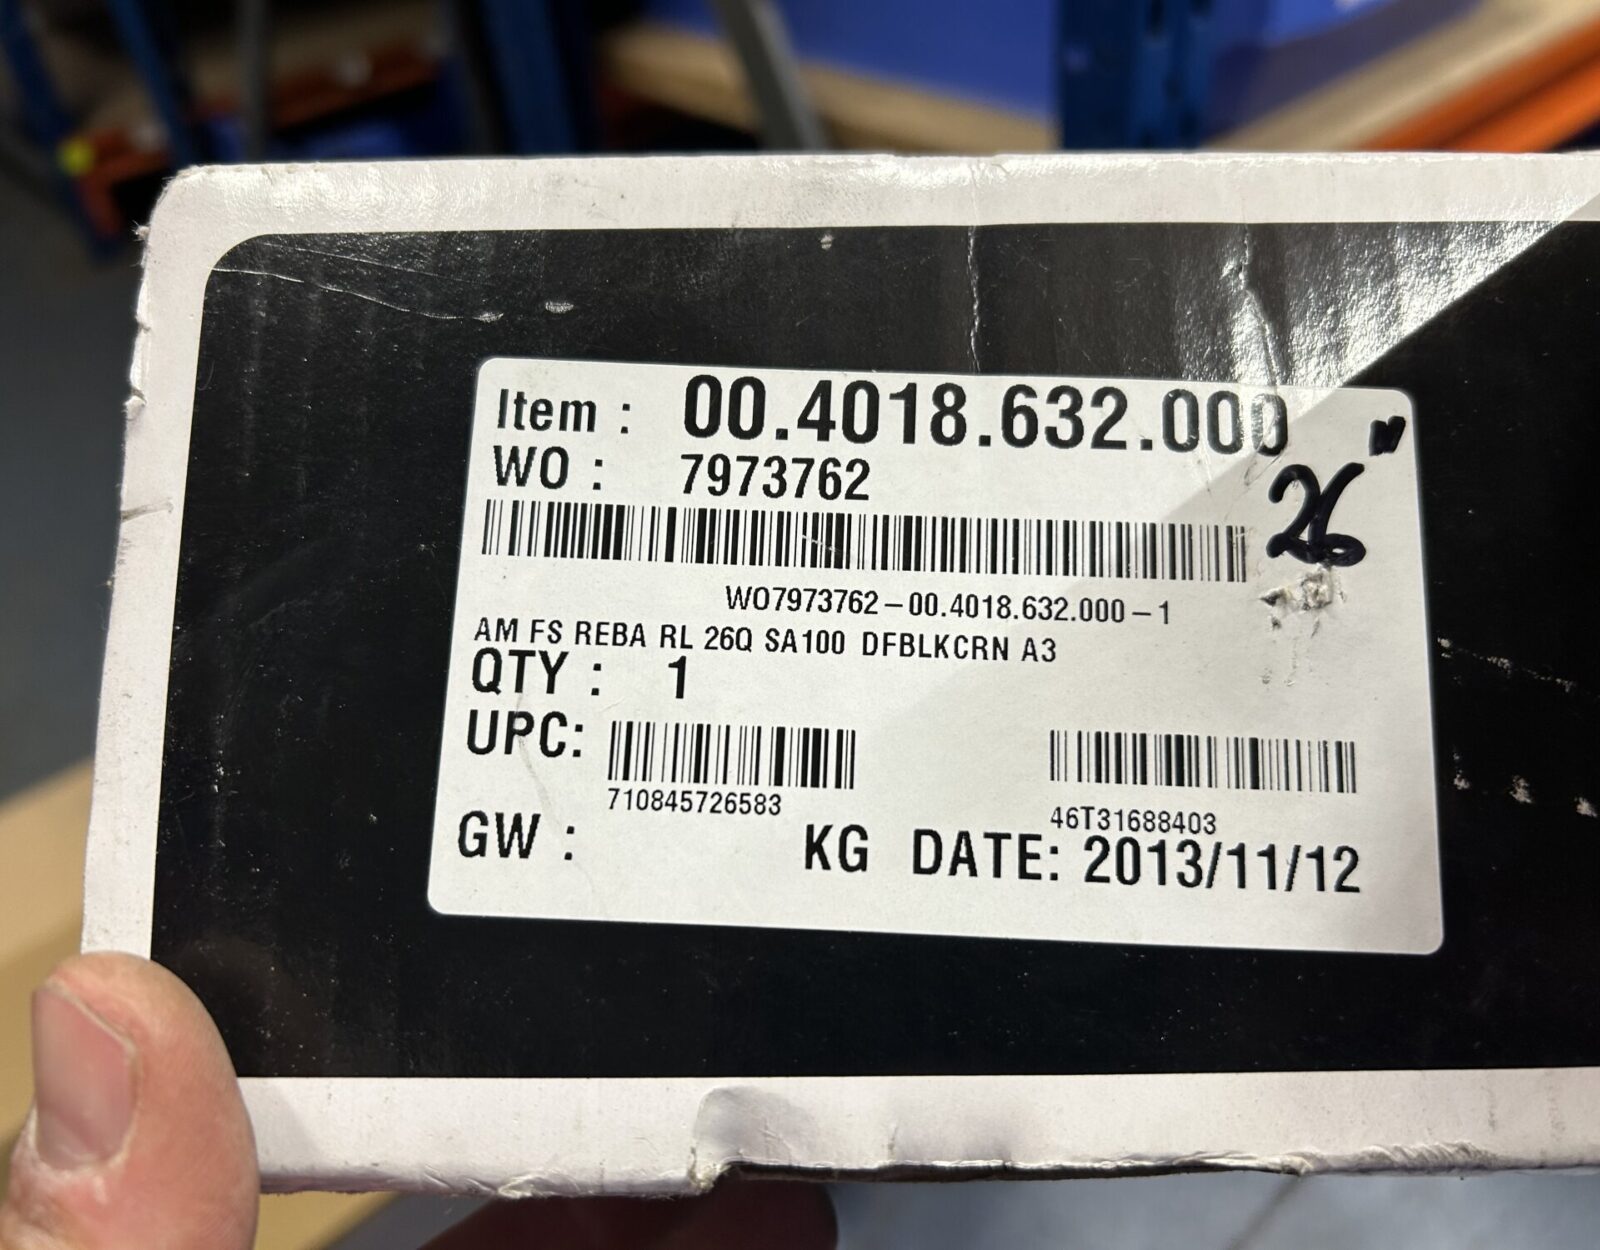 Item : 00.4018.632.000
WO : 7973762
26"
WO7973762-00.4018.632.000-1
AM FS REBA RL 26Q SA100 DFBLKCRN A3
QTY : 1
UPC:
710845726583
46T31688403
GW : KG DATE: 2013/11/12